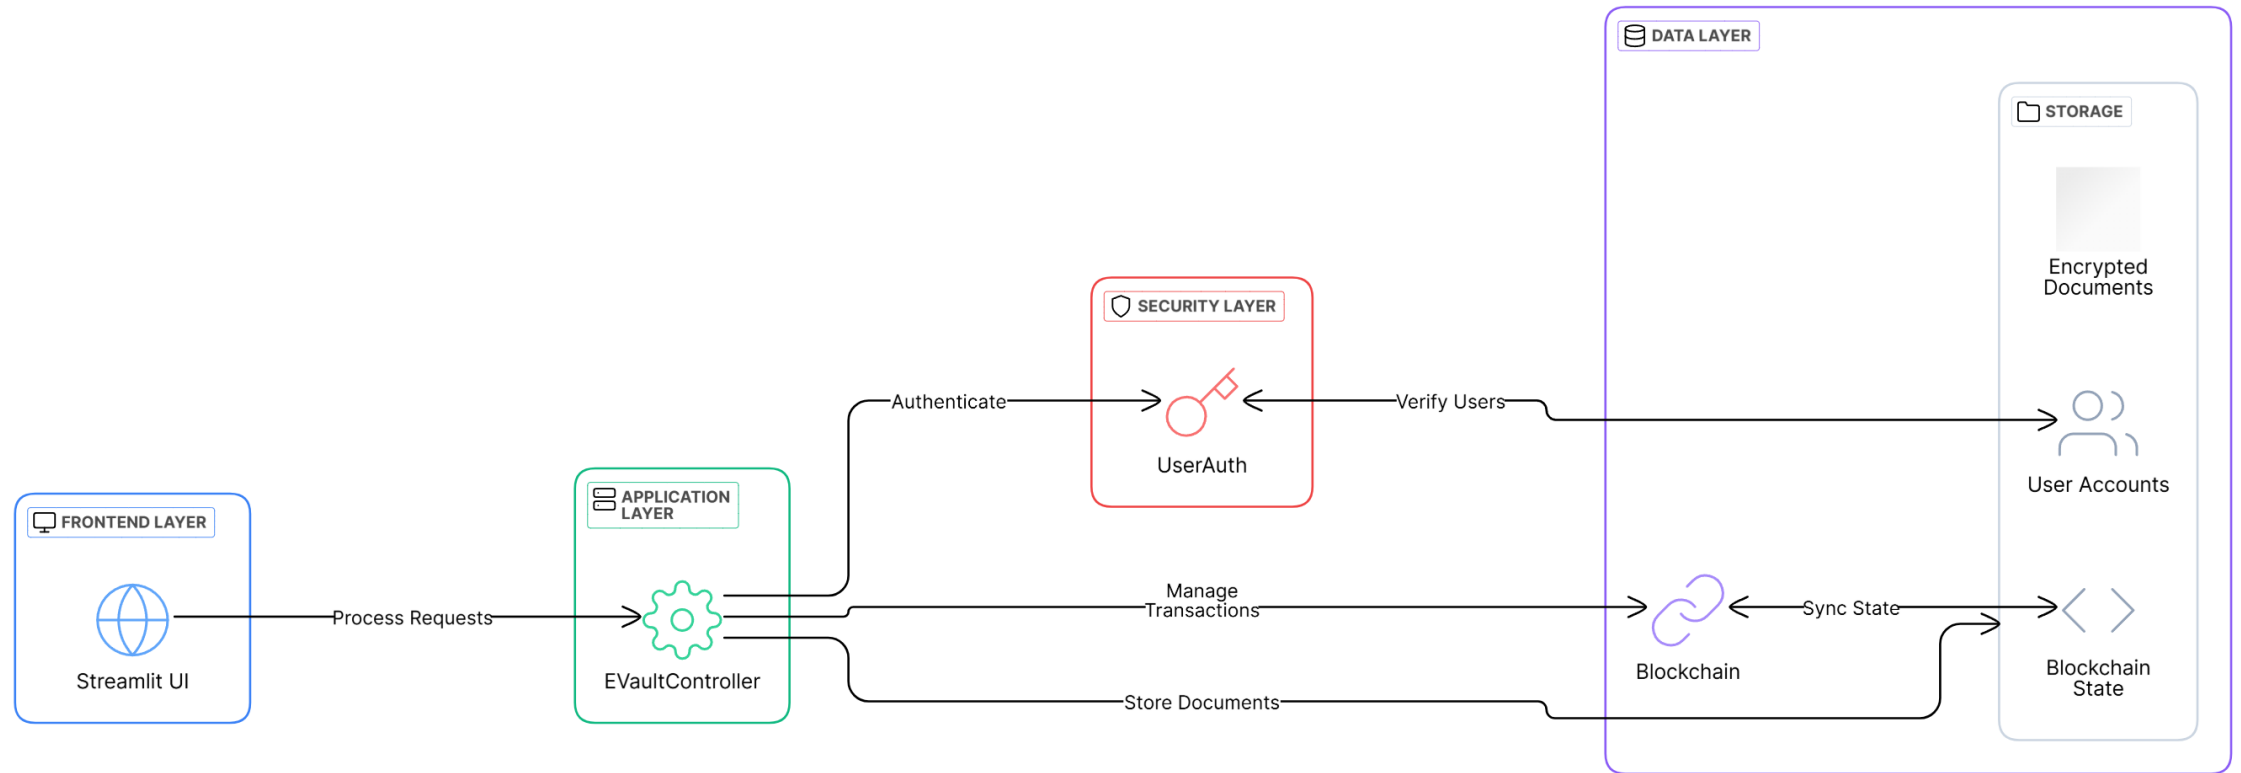 DATA LAYER
STORAGE
Encrypted
Documents
SECURITY LAYER
Authenticate
Verify Users
UserAuth
User Accounts
APPLICATION
LAYER
FRONTEND LAYER
Process Requests
Manage
Transactions
Sync State
Streamlit UI
EVaultController
Blockchain
Blockchain
State
Store Documents